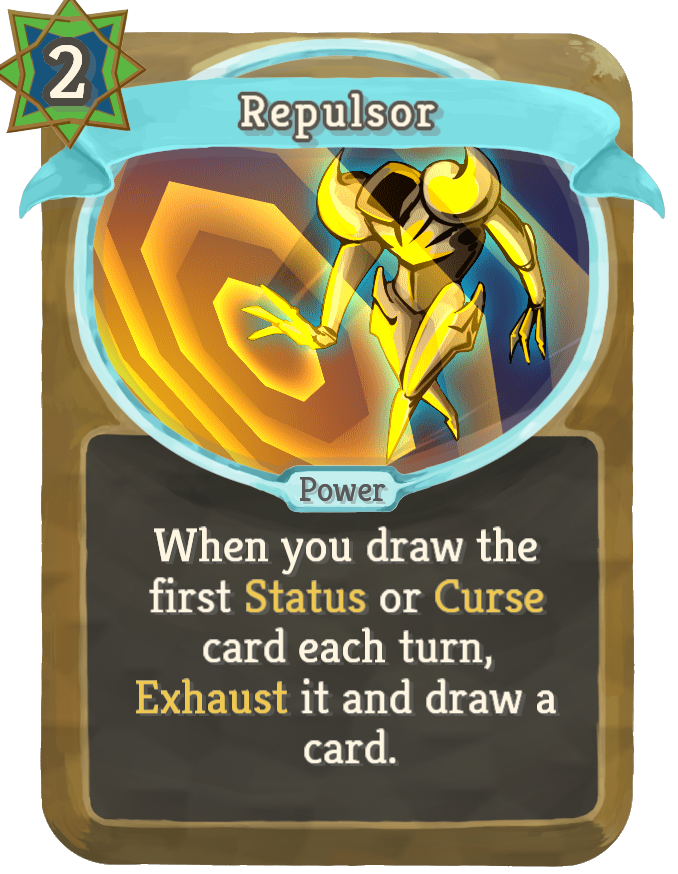 2
Repulsor
Power
When you draw the
first Status or Curse
card each turn,
Exhaust it and draw a
card.